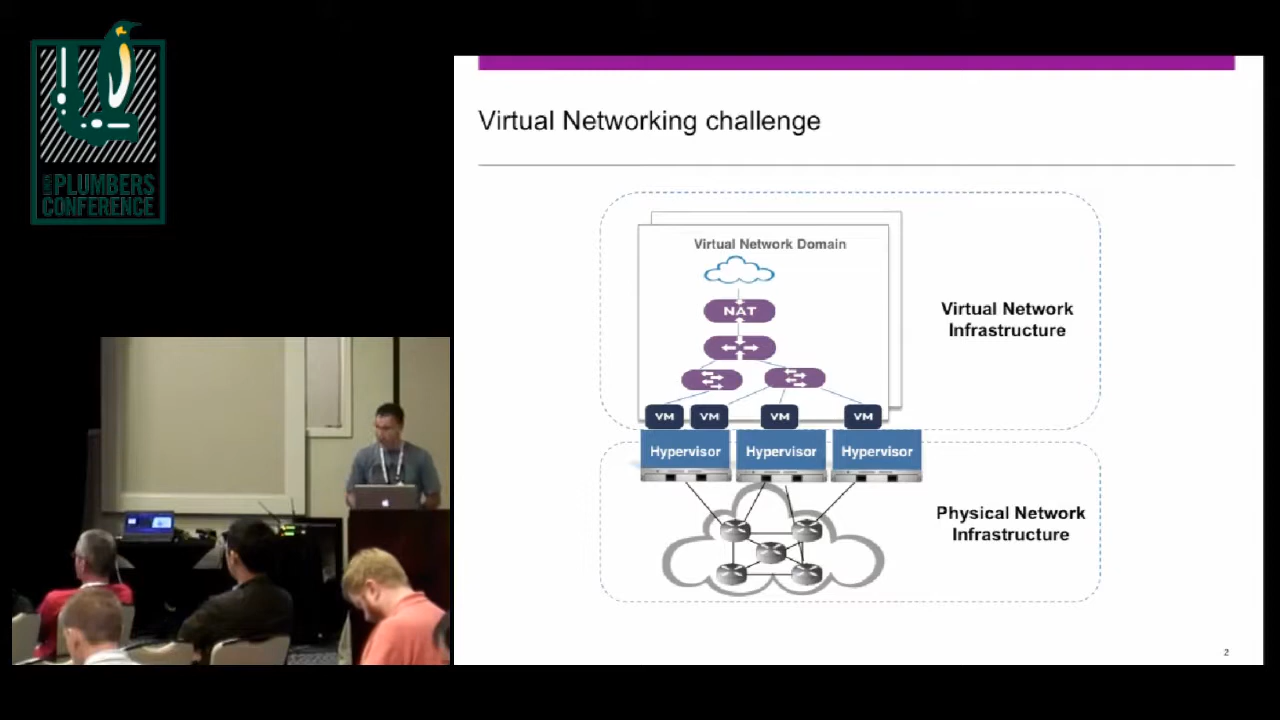 LINUX PLUMBERS
CONFERENCE
Virtual Networking challenge
Virtual Network Domain
NAT
Virtual Network
Infrastructure
VM VM VM VM
Hypervisor Hypervisor Hypervisor
Physical Network
Infrastructure
2